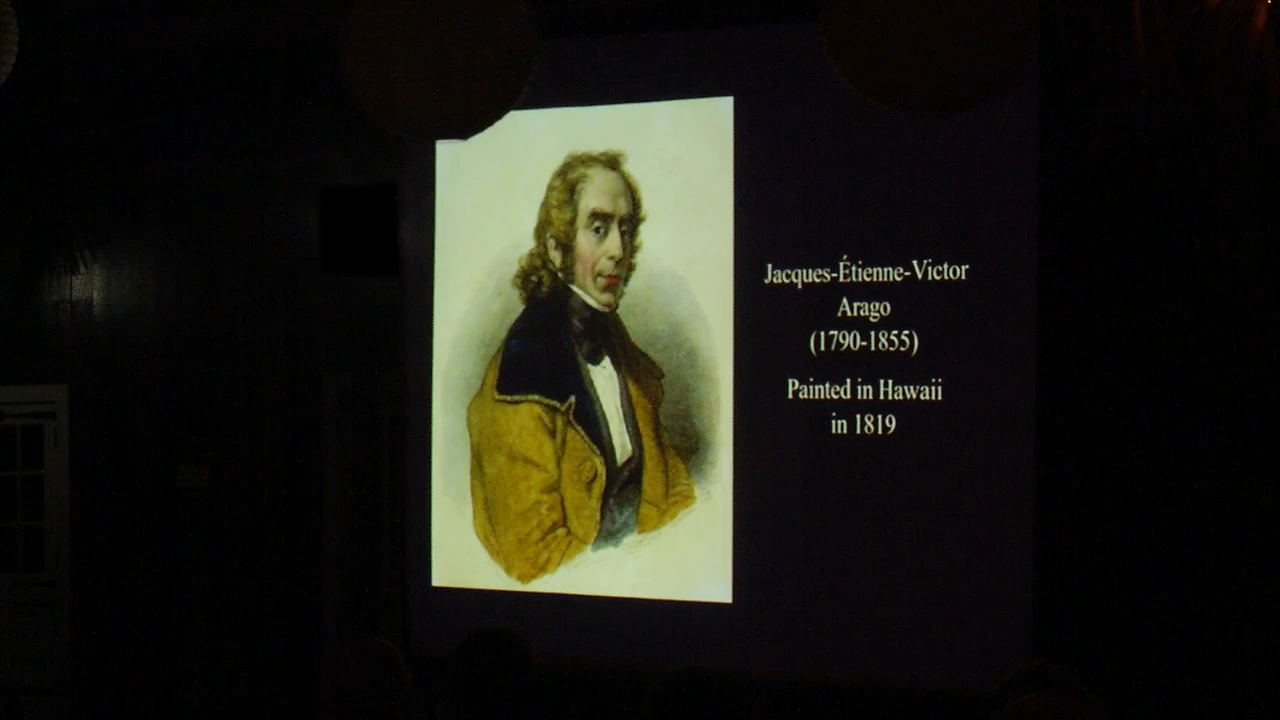 Jacques-Étienne-Victor
Arago
(1790-1855)
Painted in Hawaii
in 1819